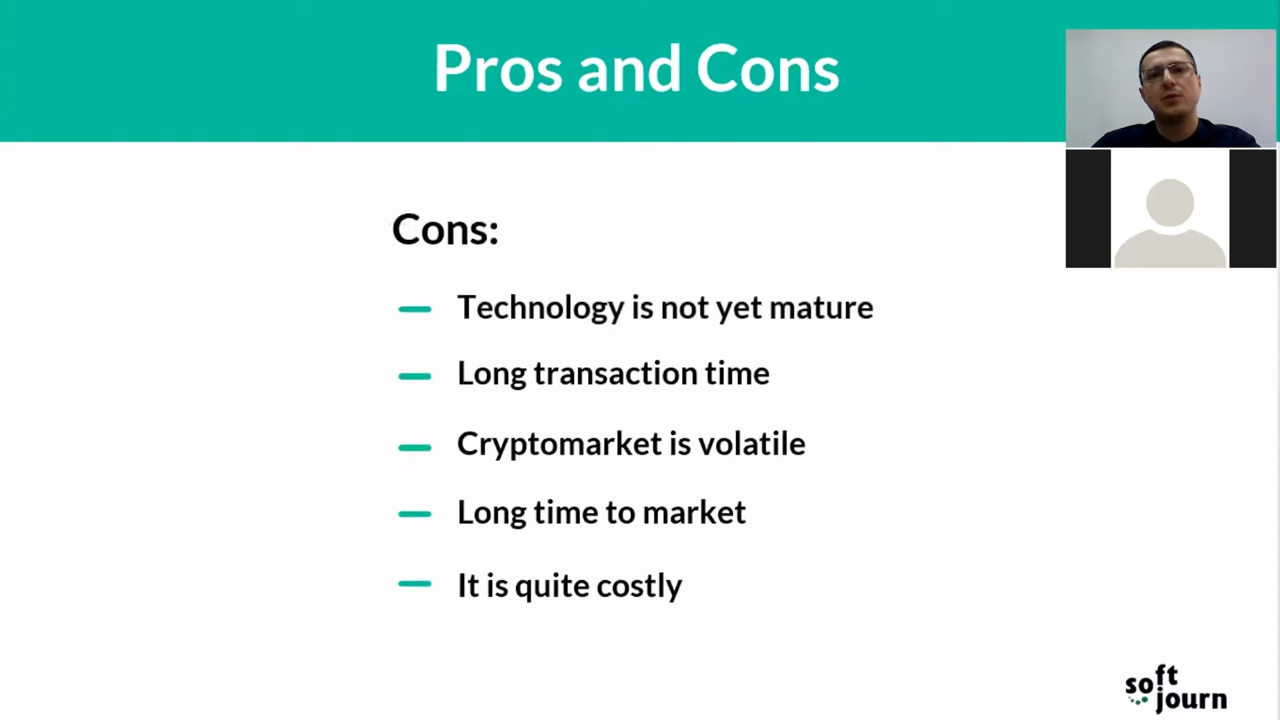 Pros and Cons
Cons:
Technology is not yet mature
Long transaction time
Cryptomarket is volatile
Long time to market
It is quite costly
soft
journ